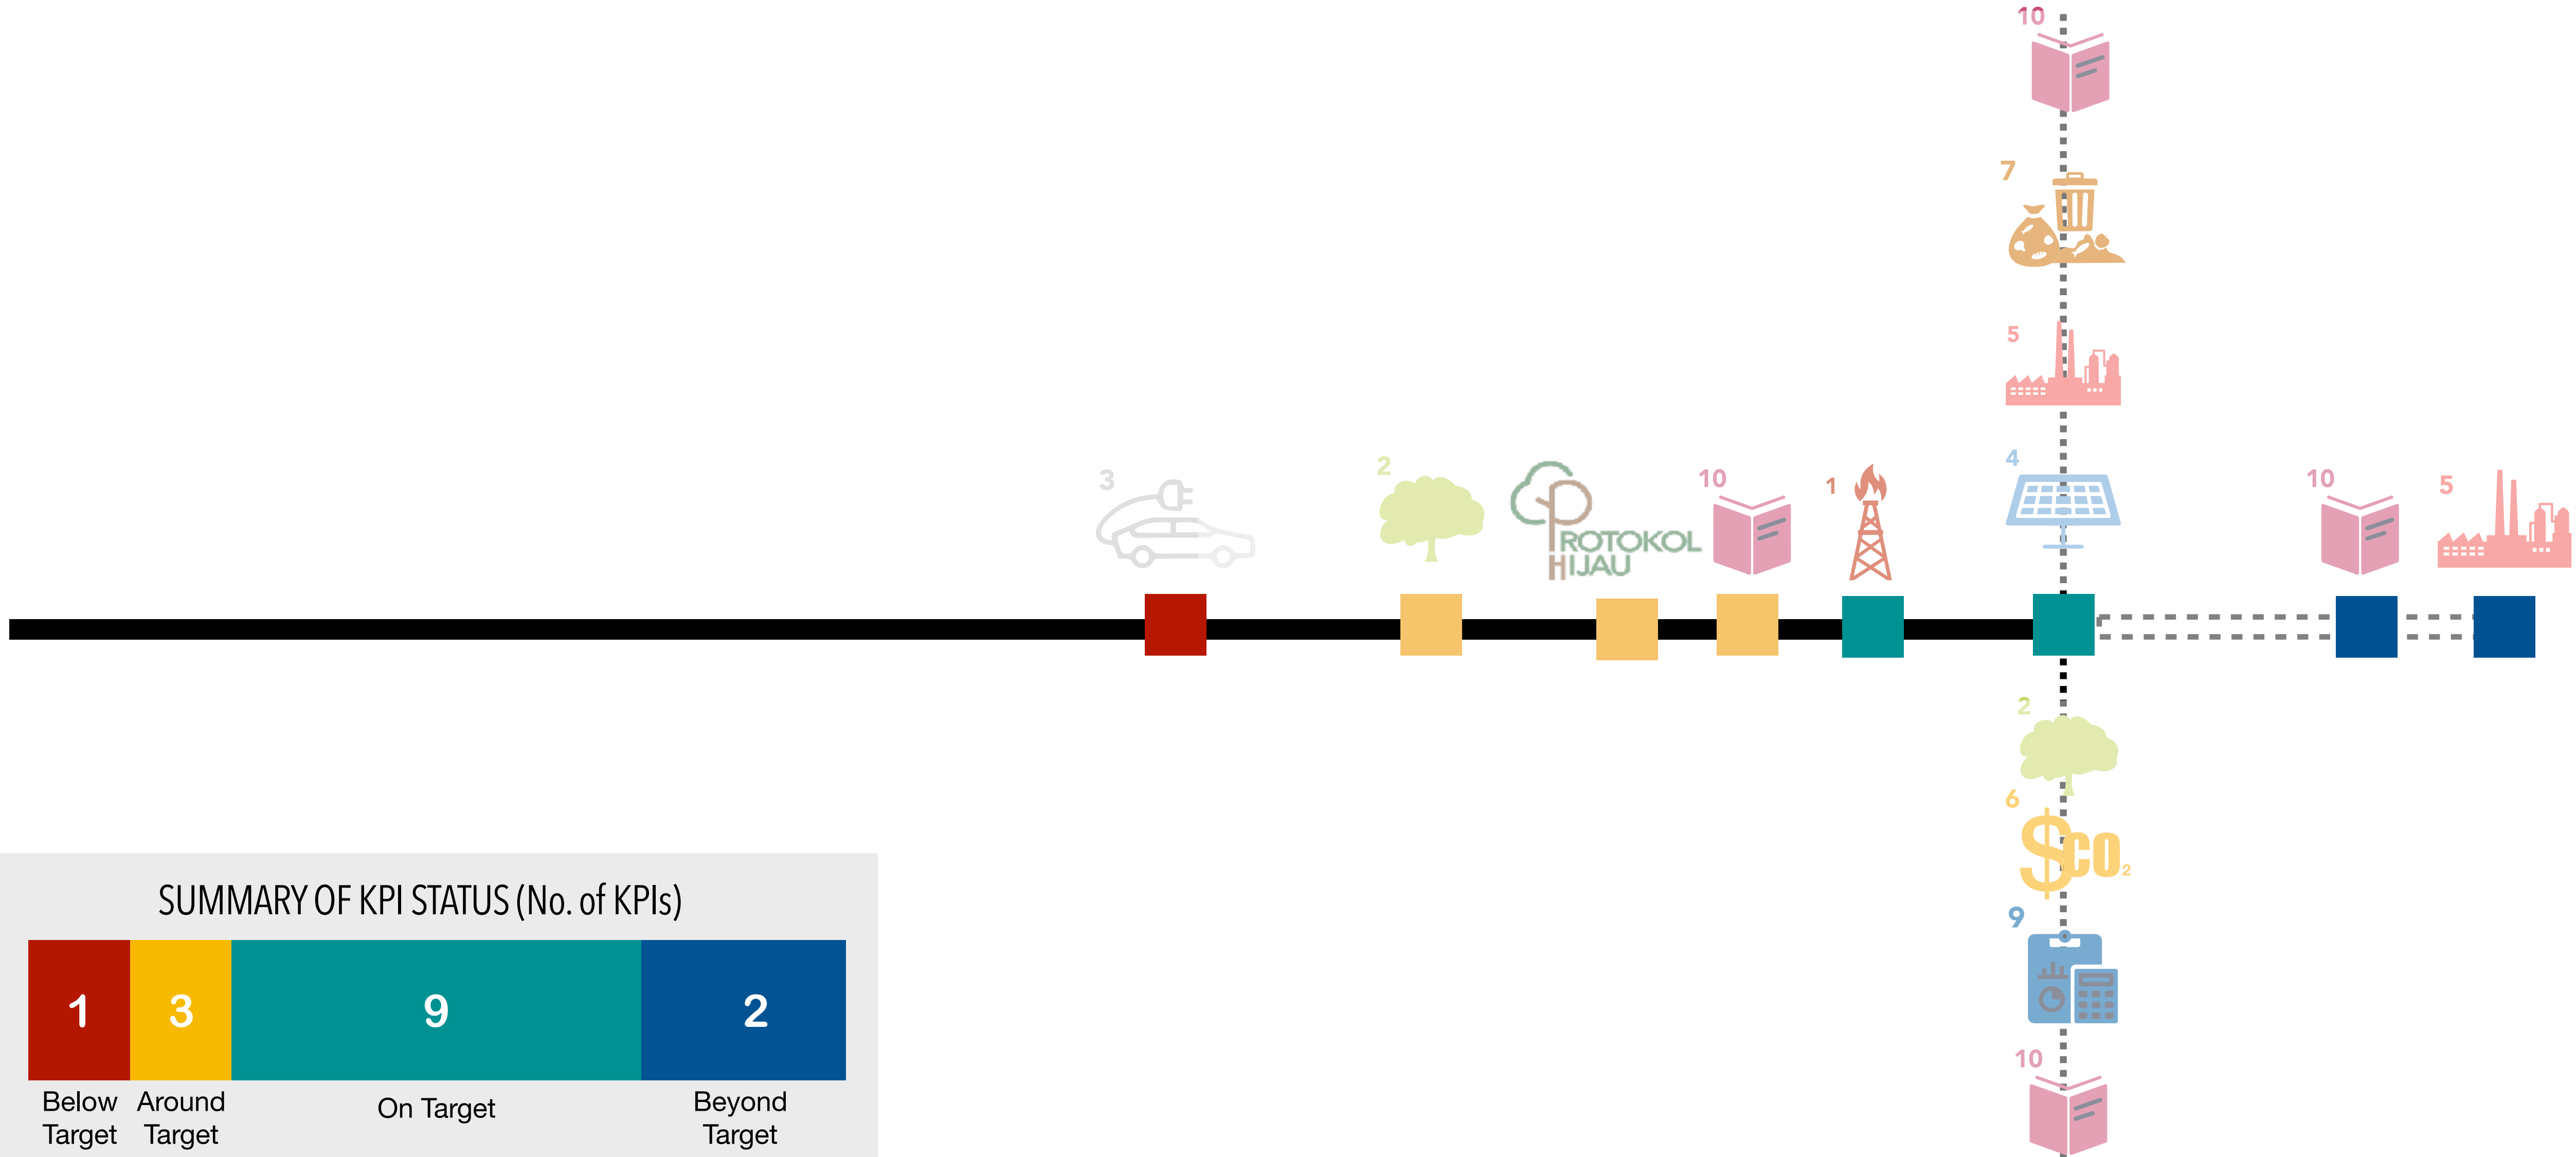 10
7
5
4
3
2
PROTOKOL
HIJAU
10
1
10
5
2
6
$CO2
9
10
SUMMARY OF KPI STATUS (No. of KPIs)
1
3
9
2
Below
Target
Around
Target
On Target
Beyond
Target